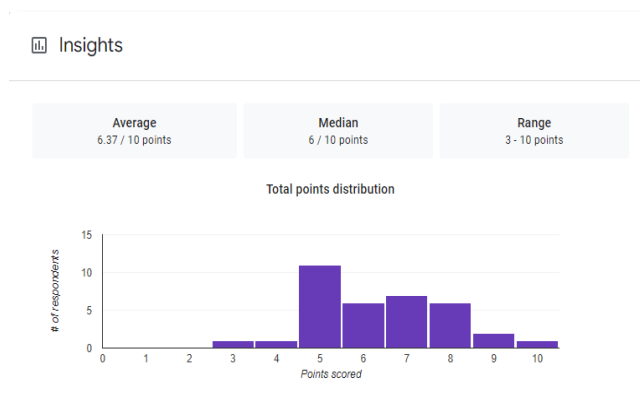 Insights
Average
6.37 / 10 points
Median
6 / 10 points
Range
3 - 10 points
Total points distribution
15
10
5
0
# of respondents
0 1 2 3 4 5 6 7 8 9 10
Points scored